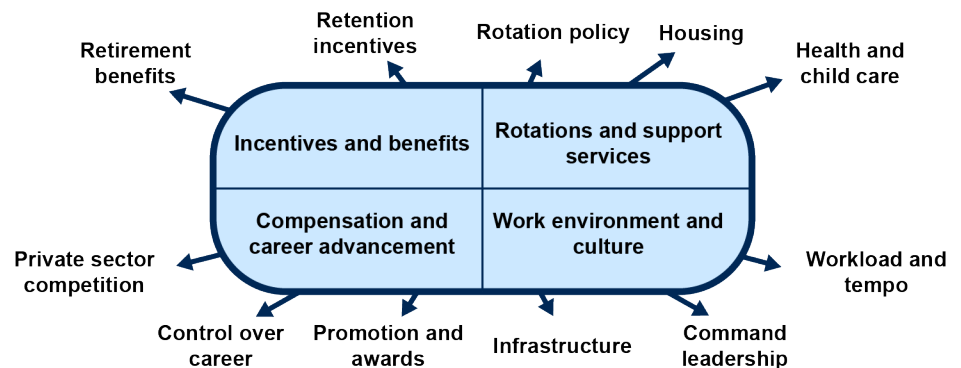 Retirement
benefits
Retention
incentives
Rotation policy
Housing
Health and
child care
Incentives and benefits
Rotations and support
services
Compensation and
career advancement
Work environment and
culture
Private sector
competition
Control over
career
Promotion and
awards
Infrastructure
Command
leadership
Workload and
tempo